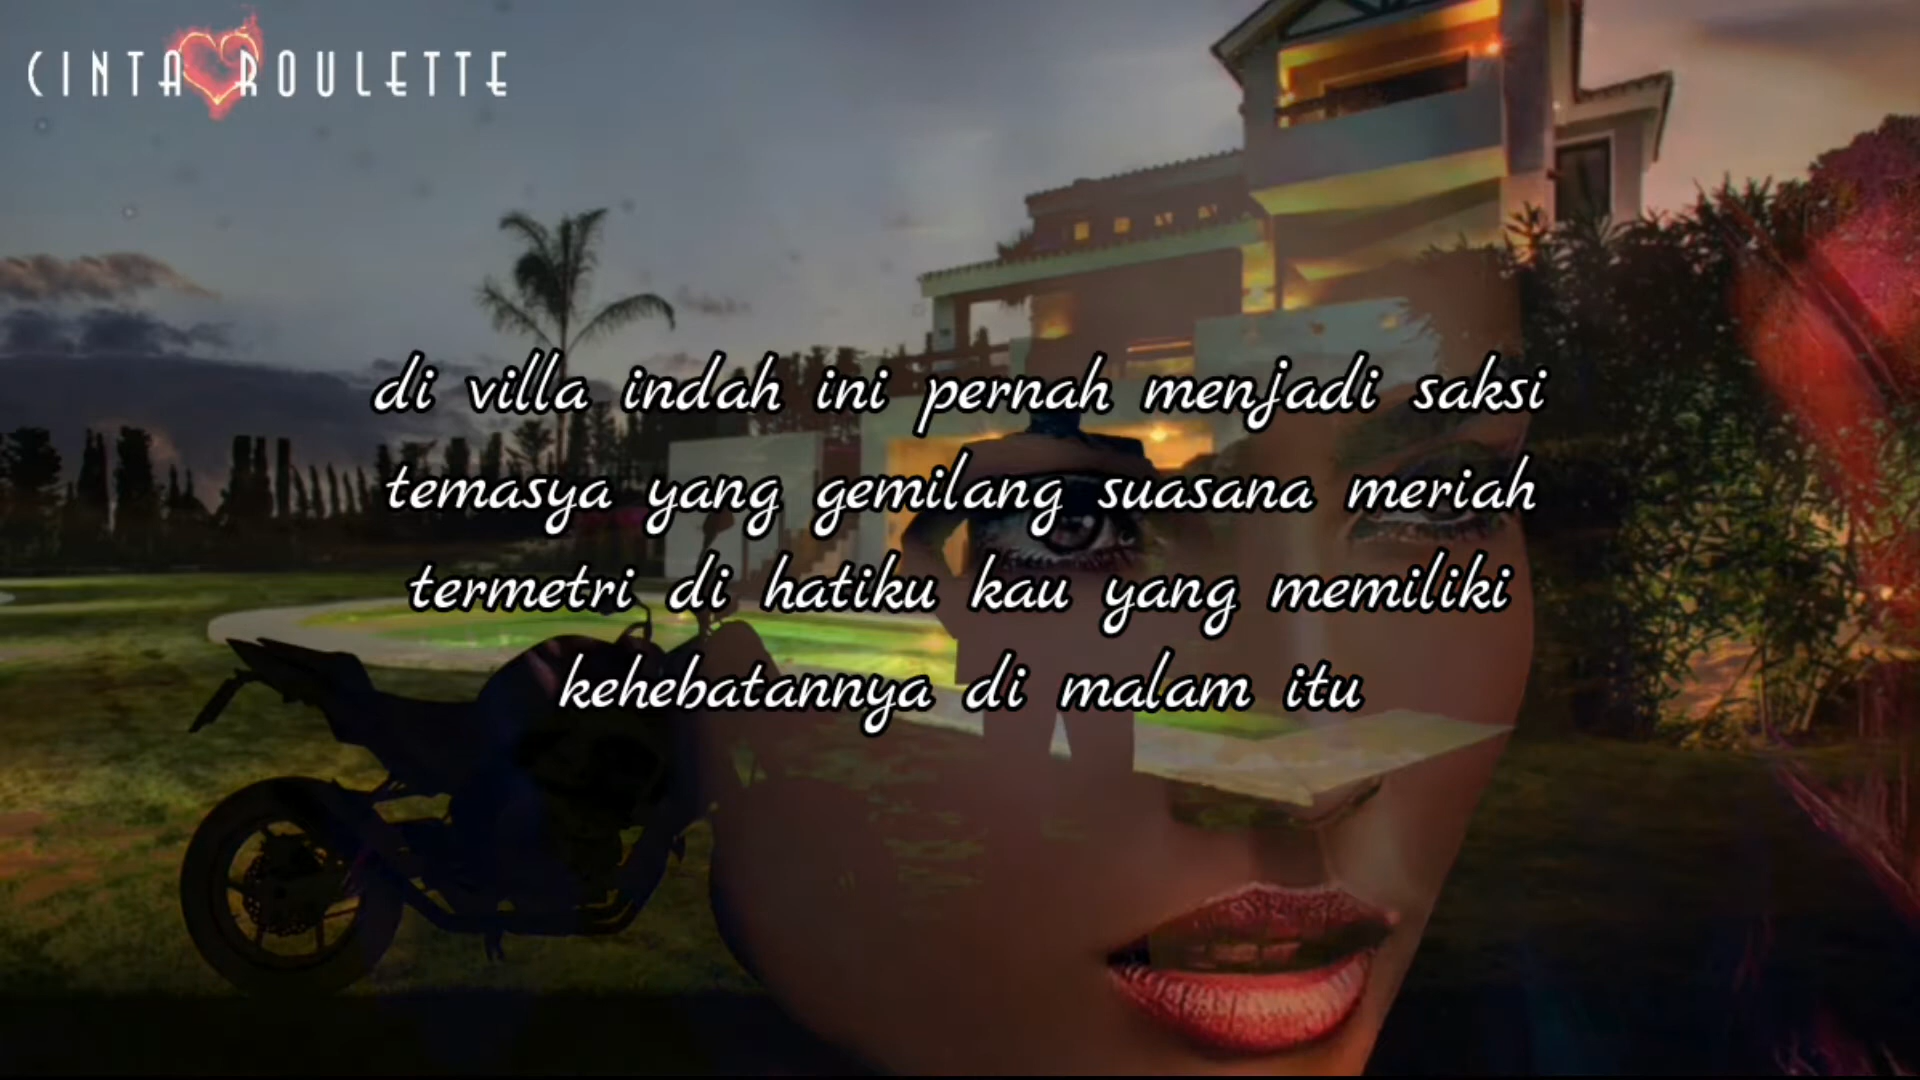 CINTA ROULETTE
di villa indah ini pernah menjadi saksi
temasya yang gemilang suasana meriah
termetri di hatiku kau yang memiliki
kehebatannya di malam itu